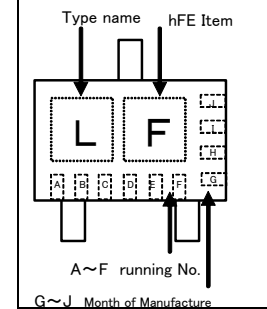 Type name hFE Item
L F
J
I
H
A B C D E F G
A～F running No.
G～J Month of Manufacture